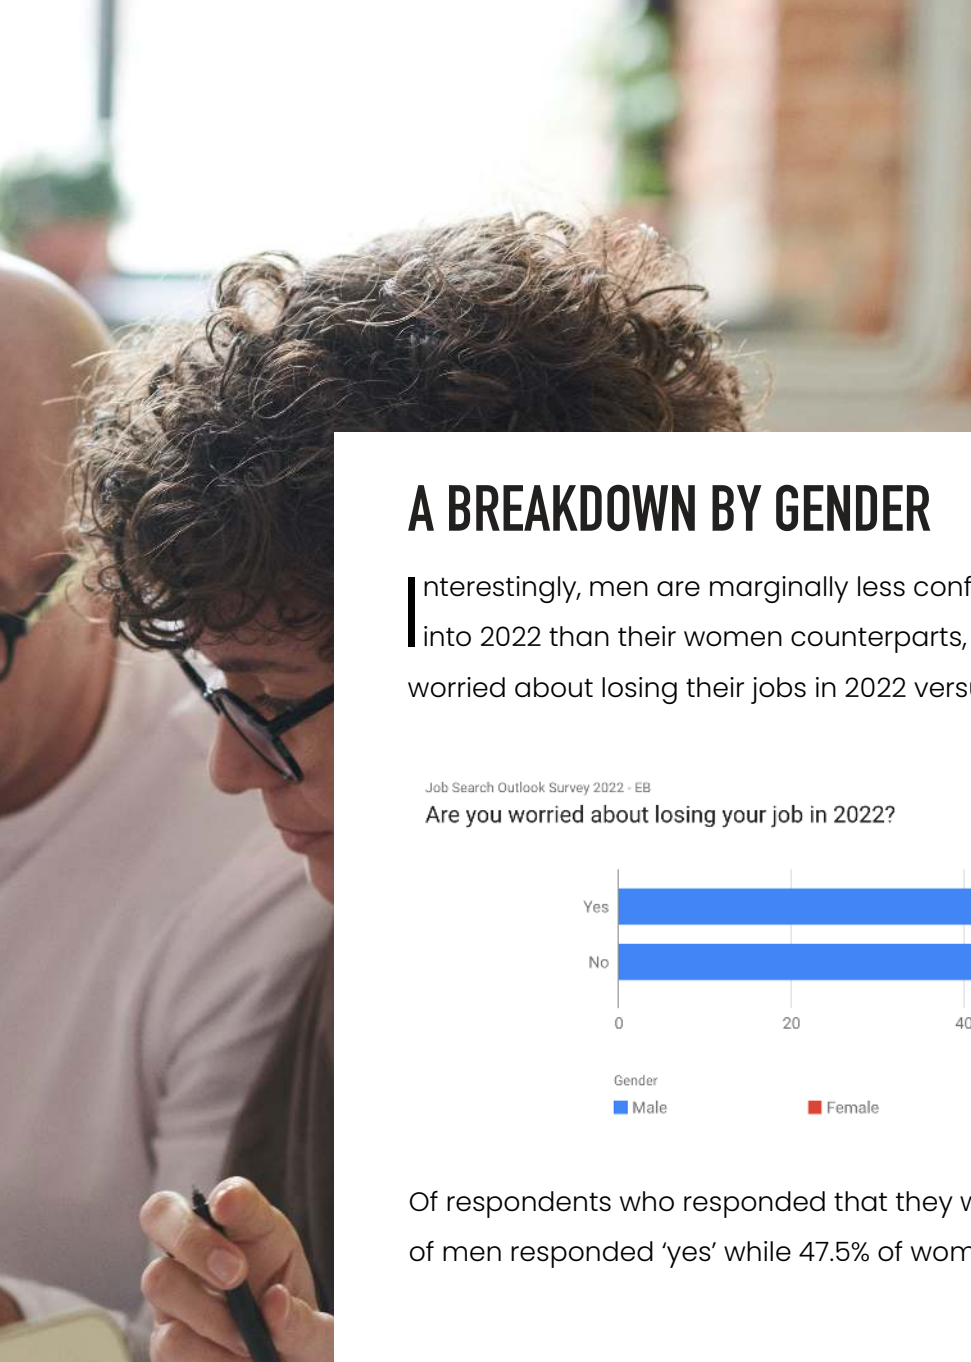 A BREAKDOWN BY GENDER
Interestingly, men are marginally less
into 2022 than their women counterparts,
worried about losing their jobs in 2022
Job Search Outlook Survey 2022 - EB
Are you worried about losing your job in 2022?
Yes
No
0 20 40
Gender
Male Female
Of respondents who responded that they
of men responded ‘yes’ while 47.5% of